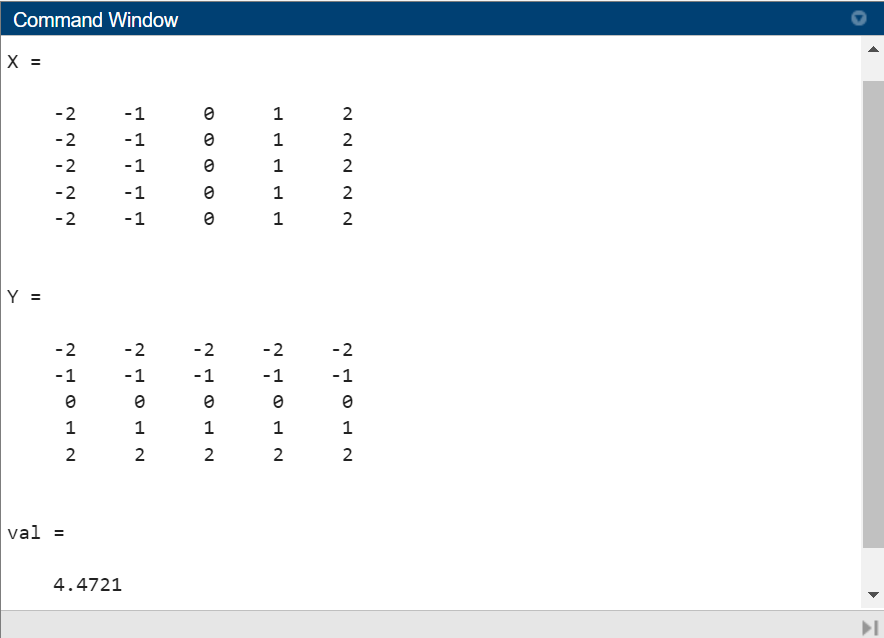 Command Window
X =
-2 -1 0 1 2
-2 -1 0 1 2
-2 -1 0 1 2
-2 -1 0 1 2
-2 -1 0 1 2
Y =
-2 -2 -2 -2 -2
-1 -1 -1 -1 -1
0 0 0 0 0
1 1 1 1 1
2 2 2 2 2
val =
4.4721